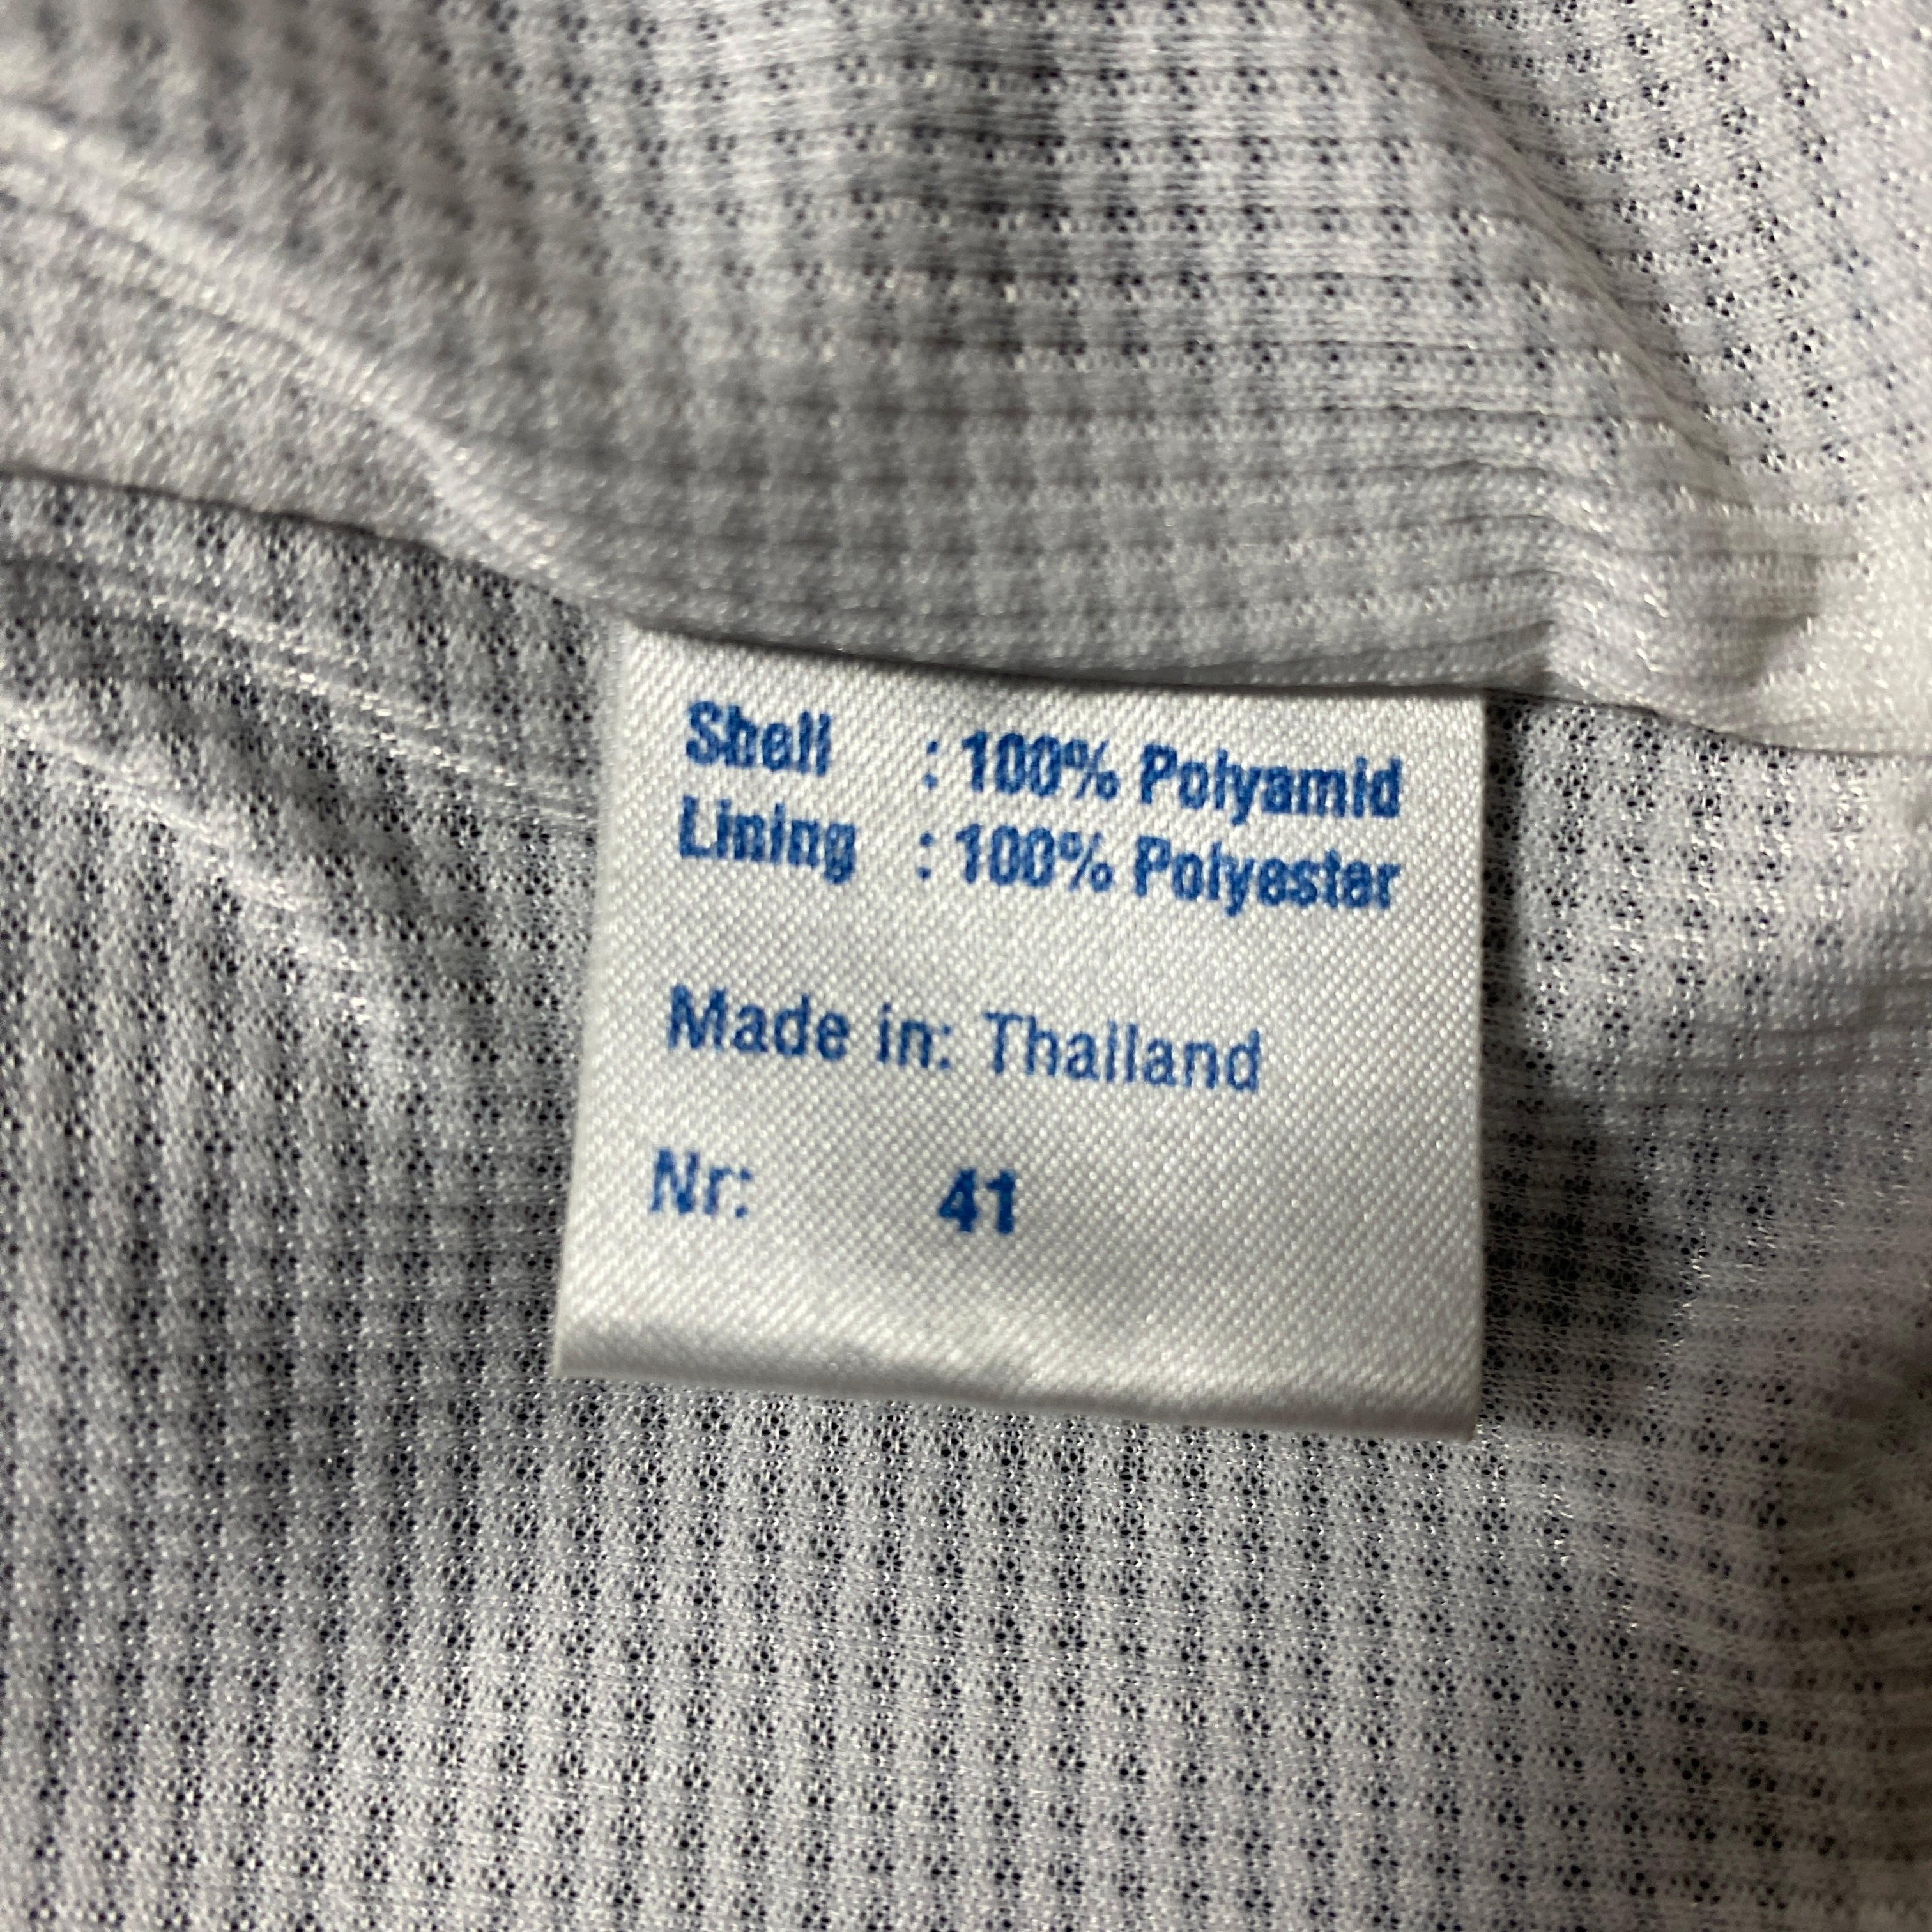 Shell : 100% Polyamid
Lining : 100% Polyester
Made in: Thailand
Nr: 41